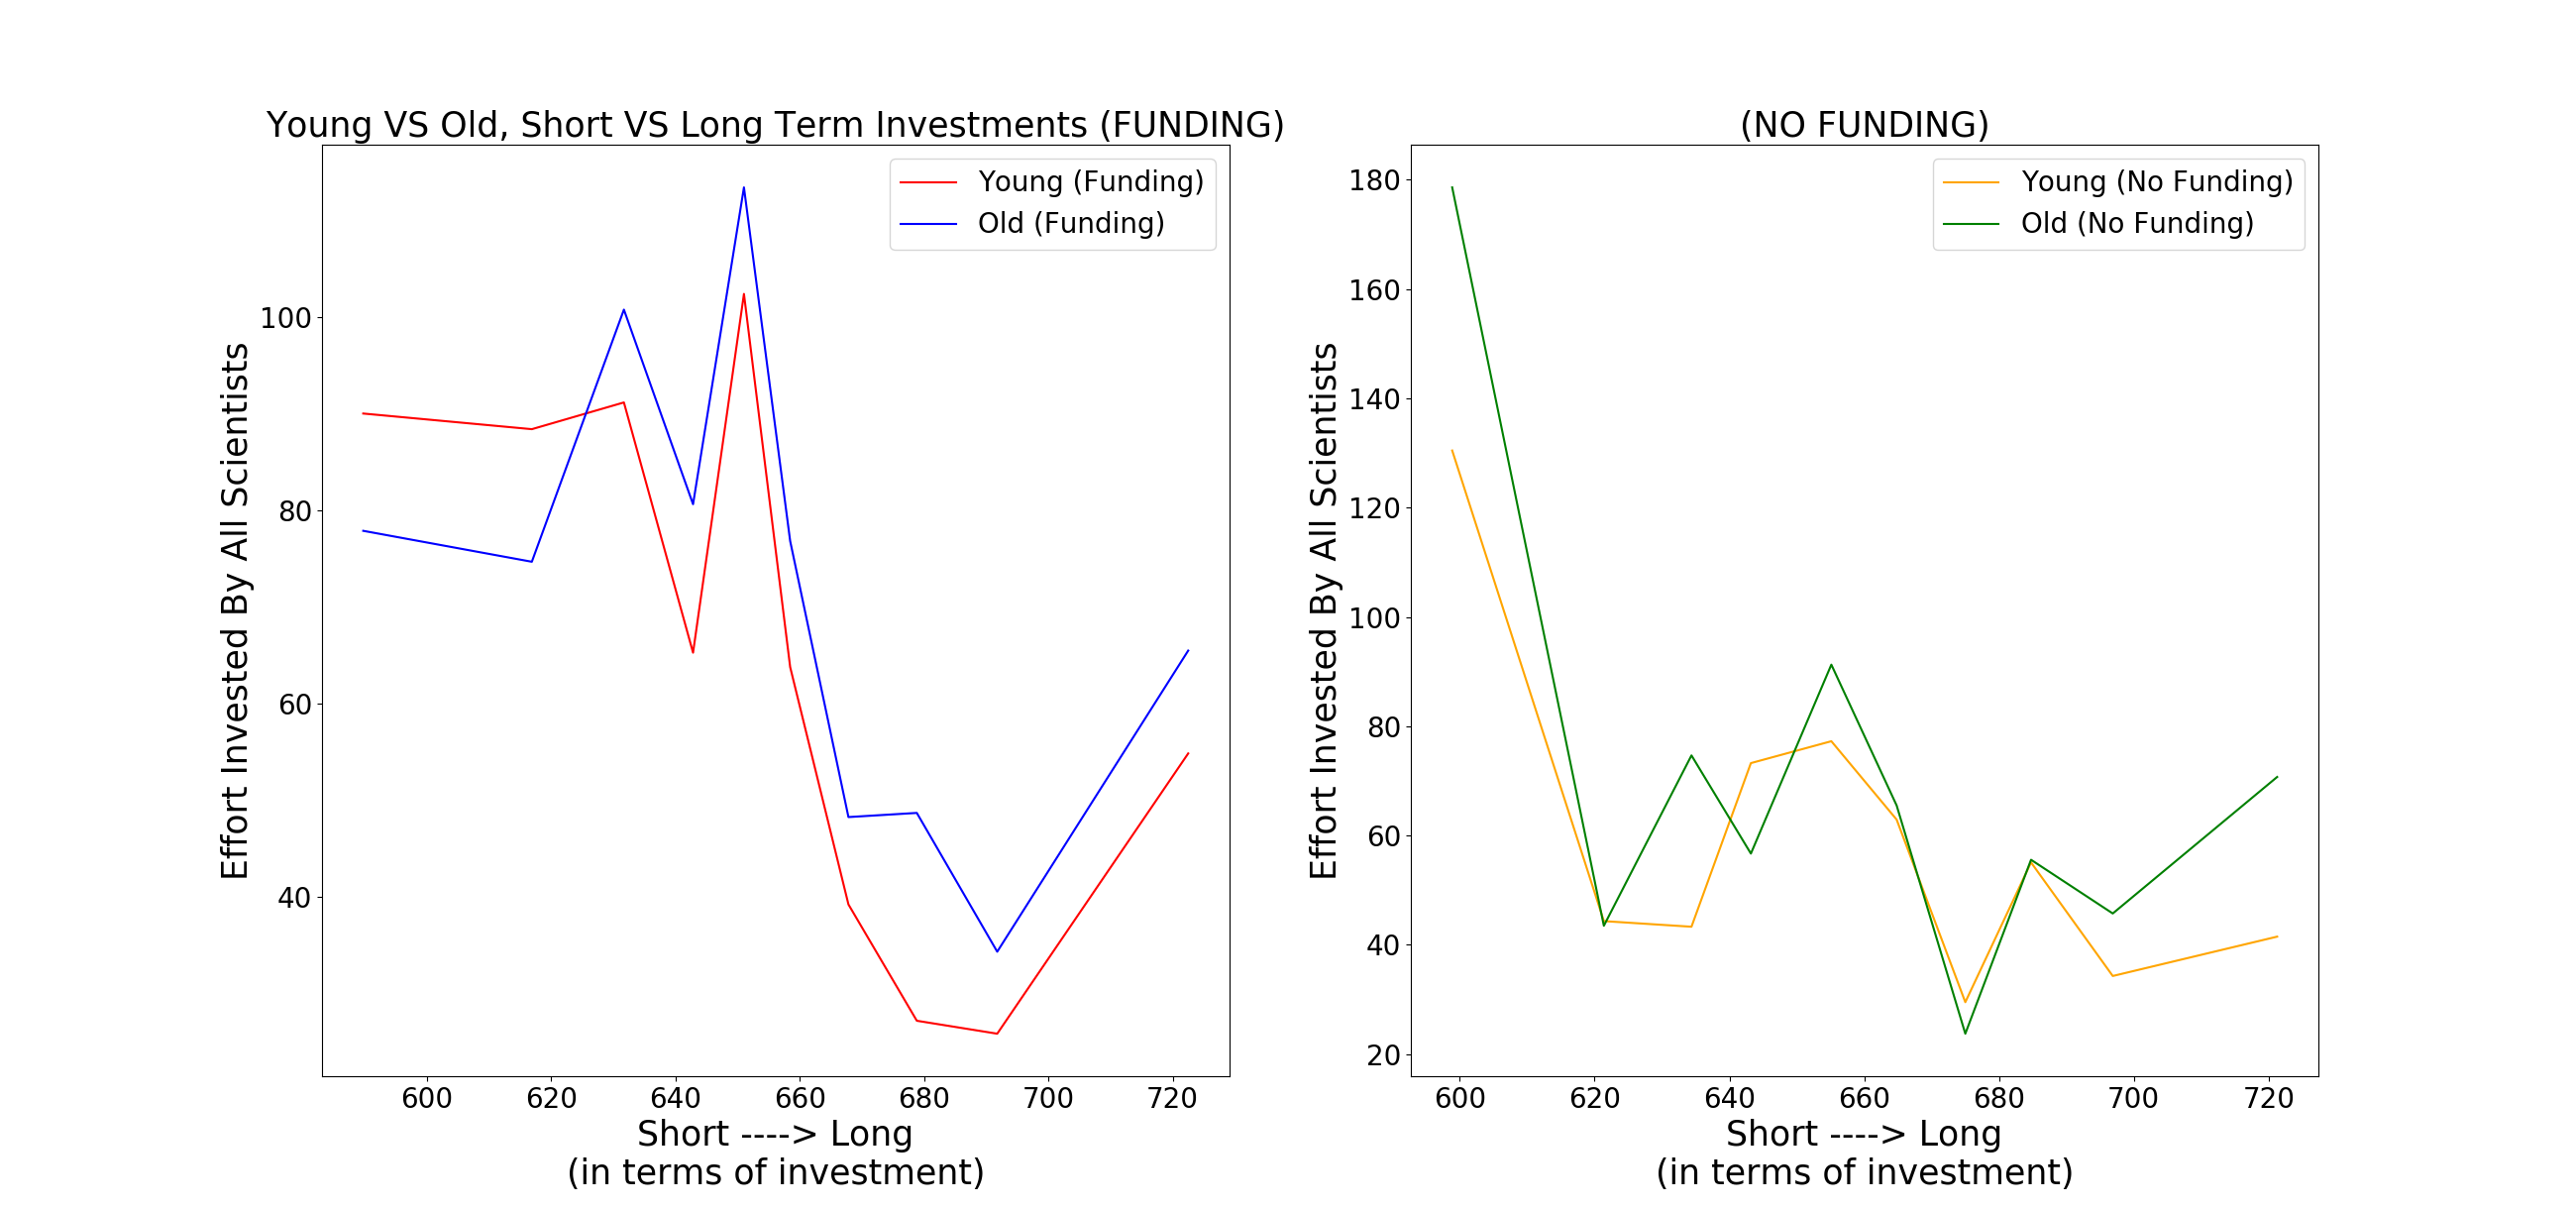 Young VS Old, Short VS Long Term Investments (FUNDING)
Young (Funding)
Old (Funding)
Effort Invested By All Scientists
100
80
60
40
600 620 640 660 680 700 720
Short ----> Long
(in terms of investment)
(NO FUNDING)
Young (No Funding)
Old (No Funding)
Effort Invested By All Scientists
180
160
140
120
100
80
60
40
20
600 620 640 660 680 700 720
Short ----> Long
(in terms of investment)